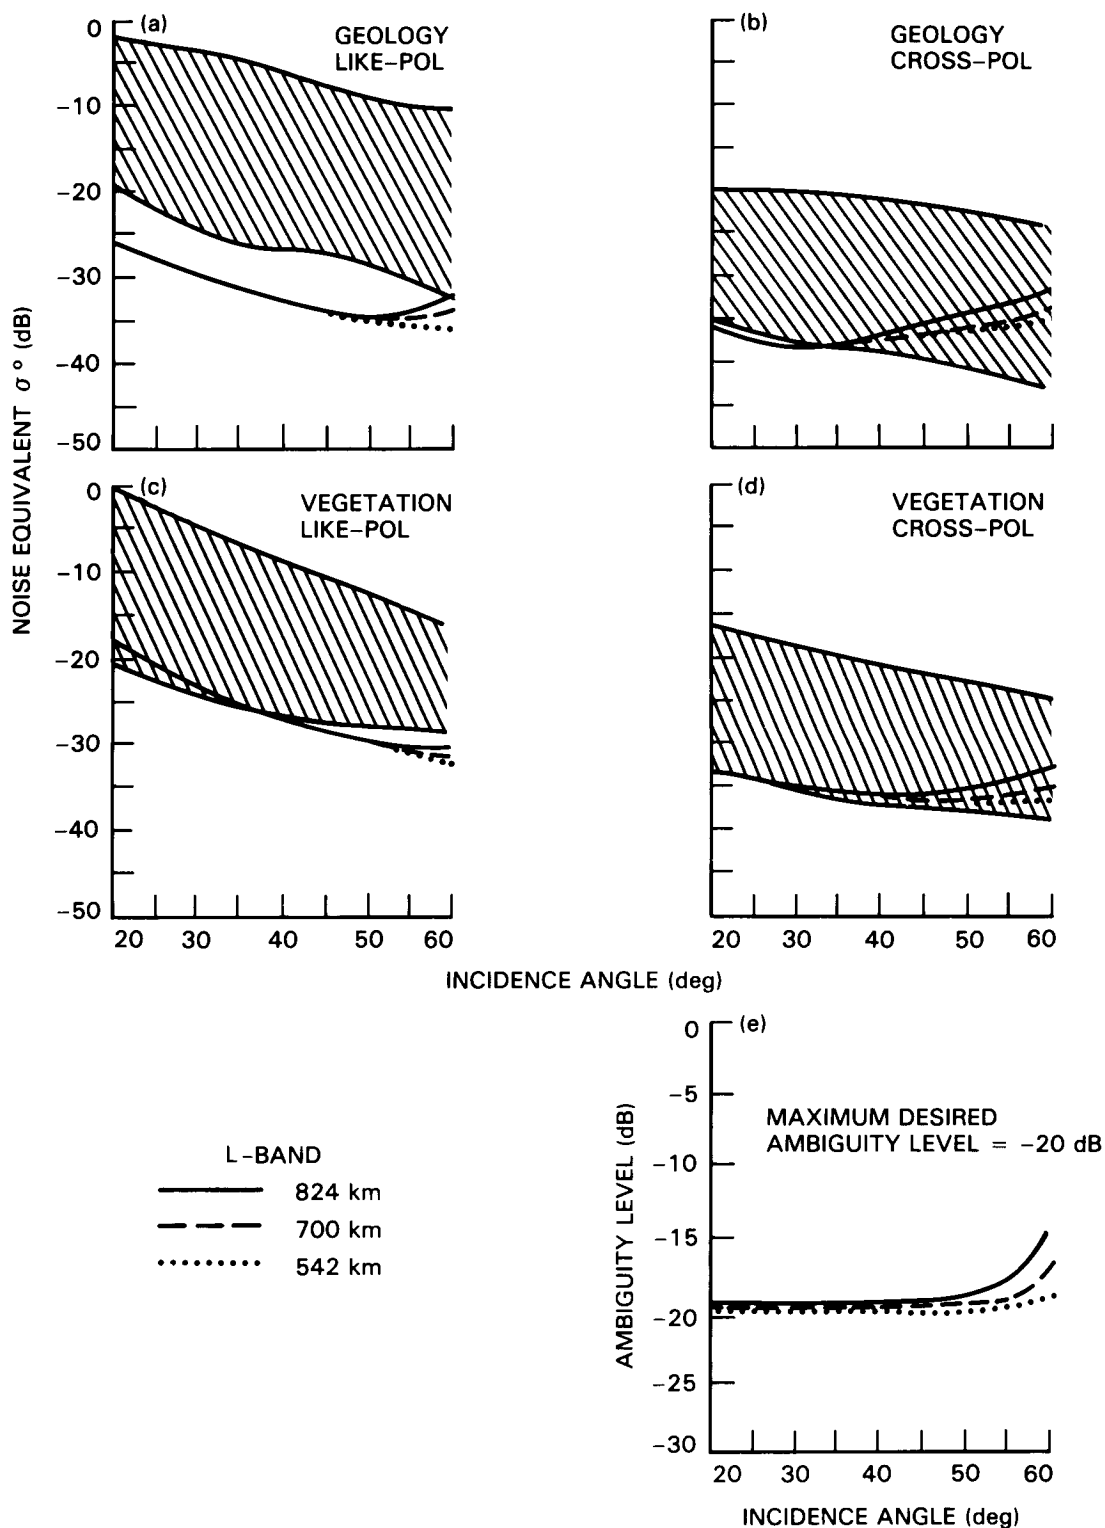 (a)
GEOLOGY
LIKE-POL
0
-10
-20
-30
-40
-50
(b)
GEOLOGY
CROSS-POL
NOISE EQUIVALENT σ° (dB)
(c)
VEGETATION
LIKE-POL
0
-10
-20
-30
-40
-50
20 30 40 50 60
(d)
VEGETATION
CROSS-POL
20 30 40 50 60
INCIDENCE ANGLE (deg)
L-BAND
824 km
700 km
542 km
(e)
MAXIMUM DESIRED
AMBIGUITY LEVEL = -20 dB
AMBIGUITY LEVEL (dB)
0
-5
-10
-15
-20
-25
-30
20 30 40 50 60
INCIDENCE ANGLE (deg)